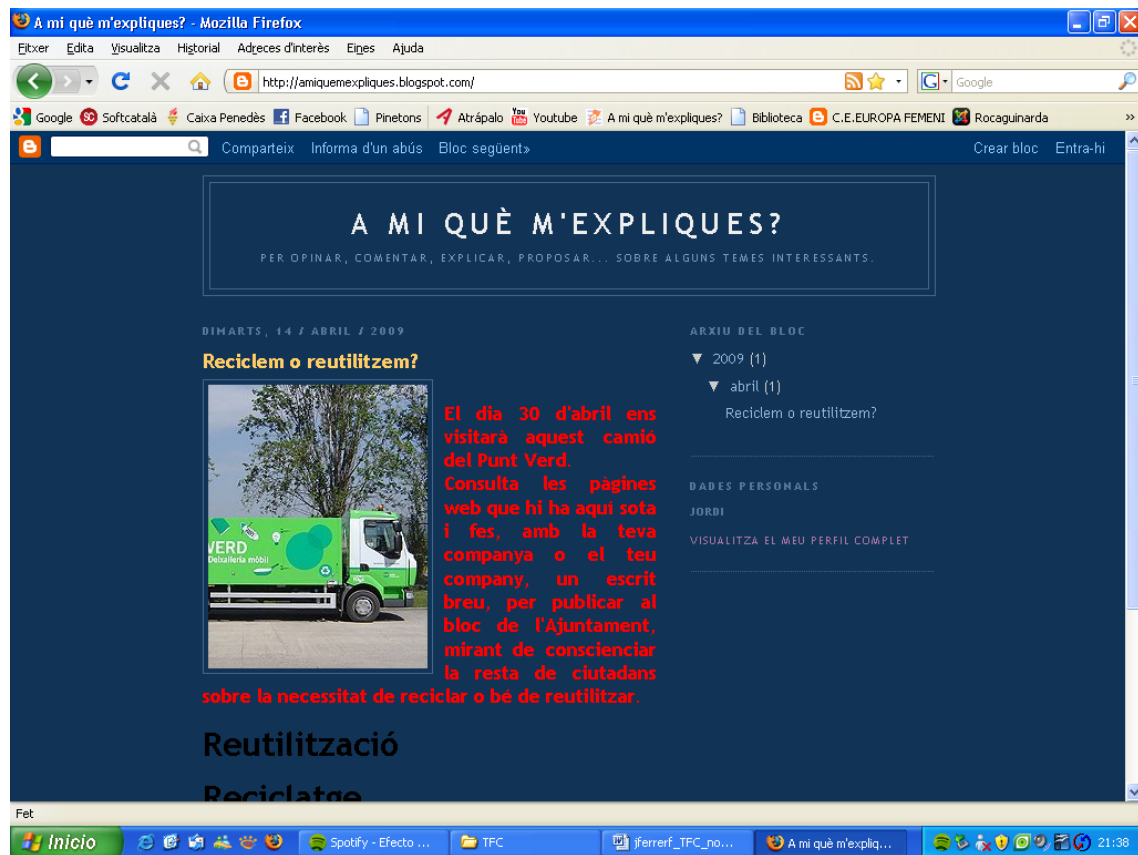 A mi què m'expliques? - Mozilla Firefox
Fitxer Edita Visualitza Historial Adreces d'interès Eines Ajuda
http://amiquemexpliques.blogspot.com/ Google
Google Softcatalà Caixa Penedès Facebook Pinetons Atrápalo Youtube A mi què m'expliques? Biblioteca C.E.EUROPA FEMENI Rocaguinarda »
Comparteix Informa d'un abús Bloc següent» Crear bloc Entra-hi
A MI QUÈ M'EXPLIQUES?
PER OPINAR, COMENTAR, EXPLICAR, PROPOSAR... SOBRE ALGUNS TEMES INTERESSANTS.
DIMARTS, 14 / ABRIL / 2009
Reciclem o reutilitzem?
VERD
Deixalleria mòbil
El dia 30 d'abril ens
visitarà aquest camió
del Punt Verd.
Consulta les pàgines
web que hi ha aquí sota
i fes, amb la teva
companya o el teu
company, un escrit
breu, per publicar al
bloc de l'Ajuntament,
mirant de conscienciar
la resta de ciutadans
sobre la necessitat de reciclar o bé de reutilitzar.
Reutilització
Reciclatge
ARXIU DEL BLOC
▼ 2009 (1)
▼ abril (1)
Reciclem o reutilitzem?
DADES PERSONALS
JORDI
VISUALITZA EL MEU PERFIL COMPLET
Fet
Inicio Spotify - Efecto ... TFC jferrerf_TFC_no... A mi què m'expliq... 21:38